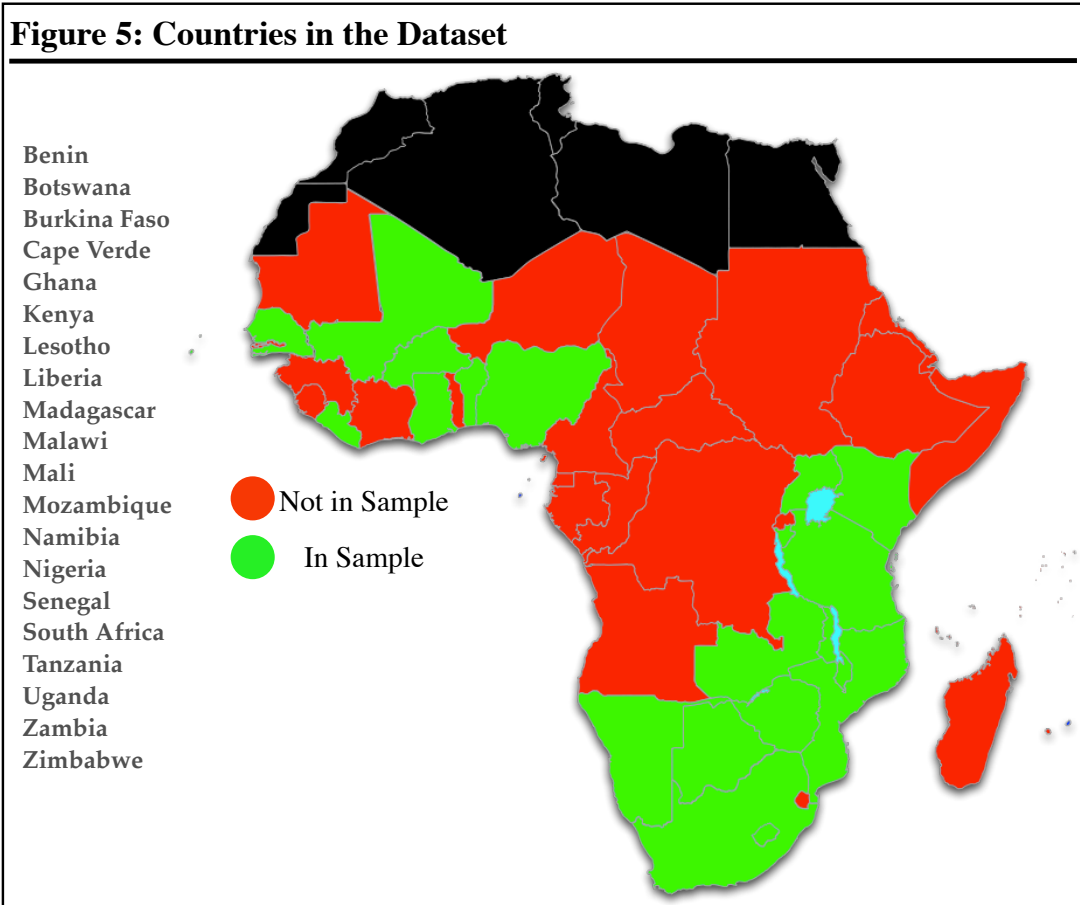 Figure 5: Countries in the Dataset
Benin
Botswana
Burkina Faso
Cape Verde
Ghana
Kenya
Lesotho
Liberia
Madagascar
Malawi
Mali
Mozambique
Namibia
Nigeria
Senegal
South Africa
Tanzania
Uganda
Zambia
Zimbabwe
Not in Sample
In Sample